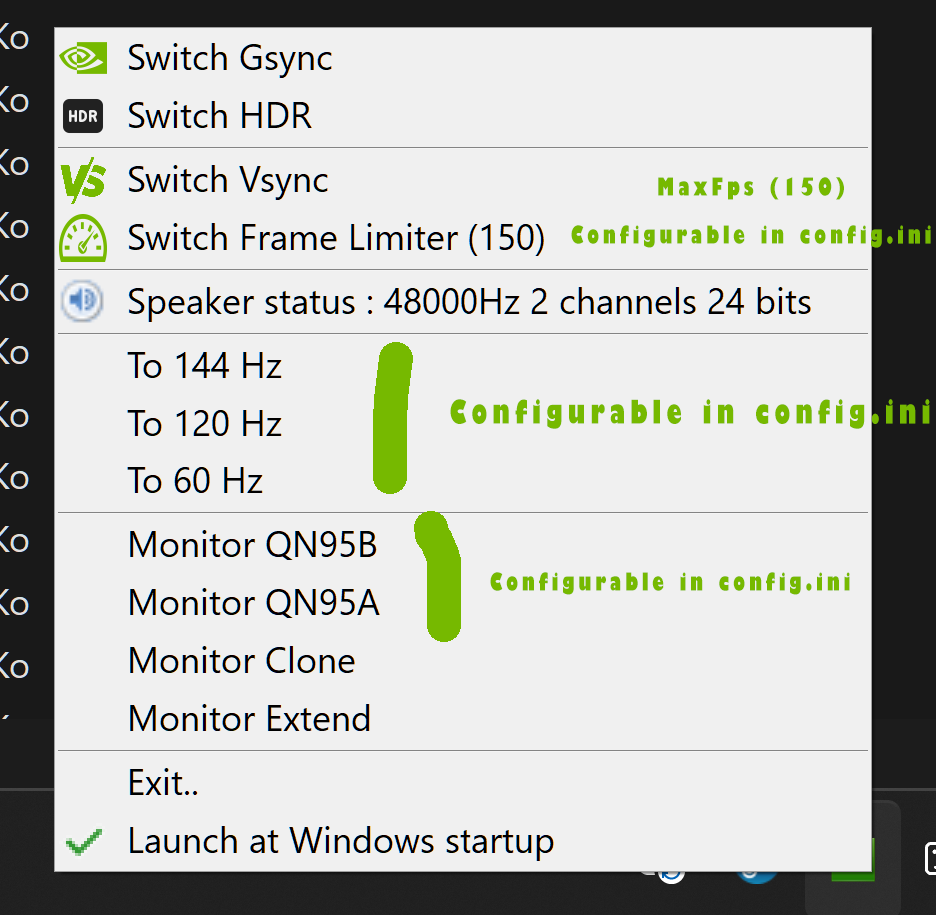 Ko
Switch Gsync
HDR Switch HDR
Ko
Ko
VS Switch Vsync MaxFps (150)
Ko
Switch Frame Limiter (150) Configurable in config.ini
Ko
Speaker status : 48000Hz 2 channels 24 bits
Ko
To 144 Hz
Ko
To 120 Hz Configurable in config.ini
Ko
To 60 Hz
Ko
Monitor QN95B
Ko
Monitor QN95A Configurable in config.ini
Ko
Monitor Clone
Monitor Extend
Exit..
Launch at Windows startup